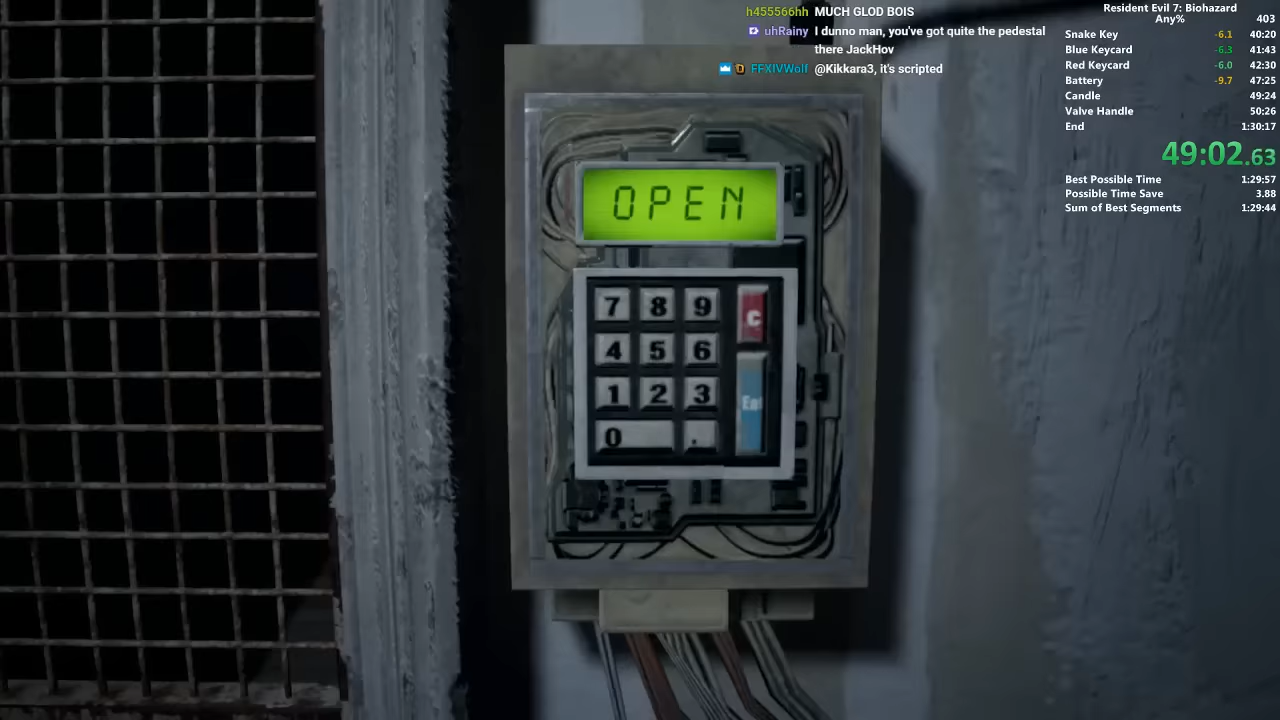 h455566hh MUCH GLOD BOIS
uhRainy I dunno man, you've got quite the pedestal
there JackHov
FFXIVWolf @Kikkara3, it's scripted
Resident Evil 7: Biohazard
Any% 403
Snake Key -6.1 40:20
Blue Keycard -6.3 41:43
Red Keycard -6.0 42:30
Battery -9.7 47:25
Candle 49:24
Valve Handle 50:26
End 1:30:17
49:02.63
Best Possible Time 1:29:57
Possible Time Save 3.88
Sum of Best Segments 1:29:44
OPEN
7 8 9 C
4 5 6
1 2 3 Ent
0 .